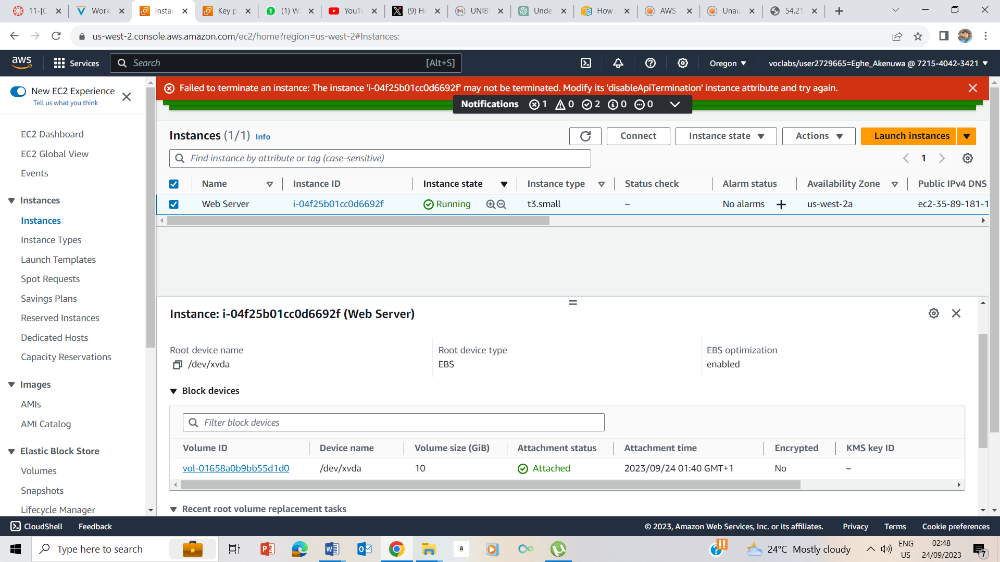 11-[C
Work
Instar
Key p
(1) W
YouTu
(9) Ho
UNIBE
Unde
How
AWS
Unau
54.21
us-west-2.console.aws.amazon.com/ec2/home?region=us-west-2#Instances:
aws
Services
Search
[Alt+S]
Oregon
voclabs/user2729665=Eghe_Akenuwa @ 7215-4042-3421
New EC2 Experience
Tell us what you think
EC2 Dashboard
EC2 Global View
Events
Instances
Instances
Instance Types
Launch Templates
Spot Requests
Savings Plans
Reserved Instances
Dedicated Hosts
Capacity Reservations
Images
AMIs
AMI Catalog
Elastic Block Store
Volumes
Snapshots
Lifecycle Manager
Failed to terminate an instance: The instance 'i-04f25b01cc0d6692f' may not be terminated. Modify its 'disableApiTermination' instance attribute and try again.
Notifications 1 0 2 0 0
Instances (1/1) Info
Connect
Instance state
Actions
Launch instances
Find instance by attribute or tag (case-sensitive)
1
Name Instance ID Instance state Instance type Status check Alarm status Availability Zone Public IPv4 DNS
Web Server i-04f25b01cc0d6692f Running t3.small – No alarms + us-west-2a ec2-35-89-181-1
Instance: i-04f25b01cc0d6692f (Web Server)
Root device name Root device type EBS optimization
/dev/xvda EBS enabled
Block devices
Filter block devices
Volume ID Device name Volume size (GiB) Attachment status Attachment time Encrypted KMS key ID
vol-01658a0b9bb55d1d0 /dev/xvda 10 Attached 2023/09/24 01:40 GMT+1 No –
Recent root volume replacement tasks
CloudShell Feedback © 2023, Amazon Web Services, Inc. or its affiliates. Privacy Terms Cookie preferences
Type here to search
a
24°C Mostly cloudy
ENG
US
02:48
24/09/2023
7